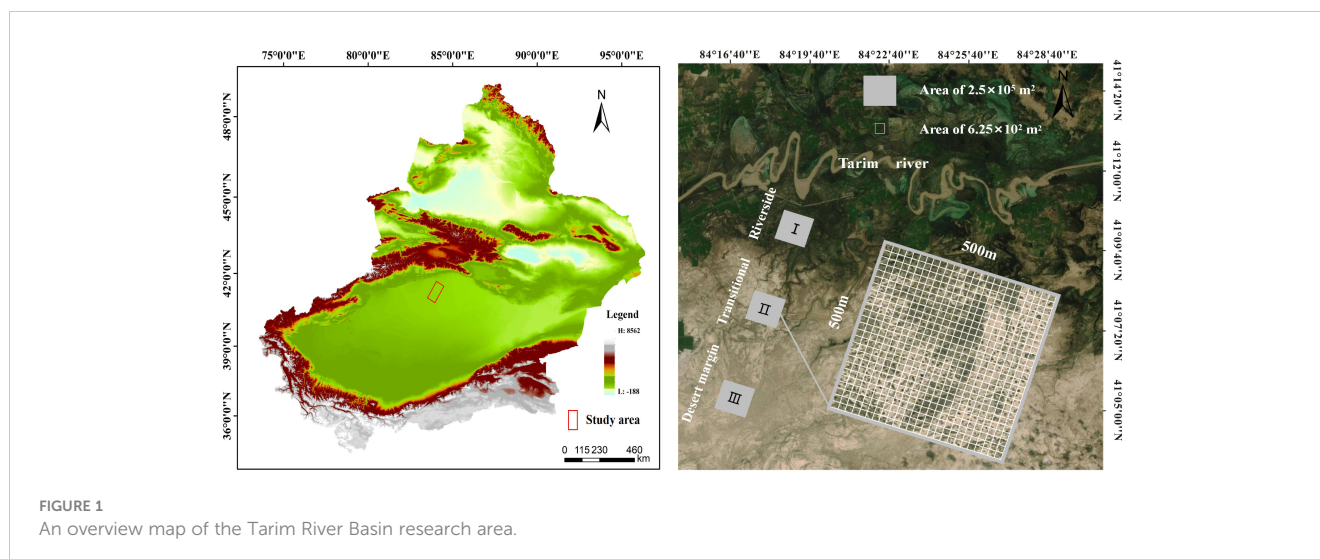 75°0'0"E 80°0'0"E 85°0'0"E 90°0'0"E 95°0'0"E
48°0'0"N
45°0'0"N
42°0'0"N
39°0'0"N
36°0'0"N
N
Legend
H: 8562
L: -188
Study area
0 115 230 460
km
84°16'40''E 84°19'40''E 84°22'40''E 84°25'40''E 84°28'40''E
41°14'20''N
41°12'00''N
41°09'40''N
41°07'20''N
41°05'00''N
N
Area of 2.5×10⁵ m²
Area of 6.25×10² m²
Tarim river
Riverside
I
Transitional
II
Desert margin
III
500m
500m
FIGURE 1
An overview map of the Tarim River Basin research area.